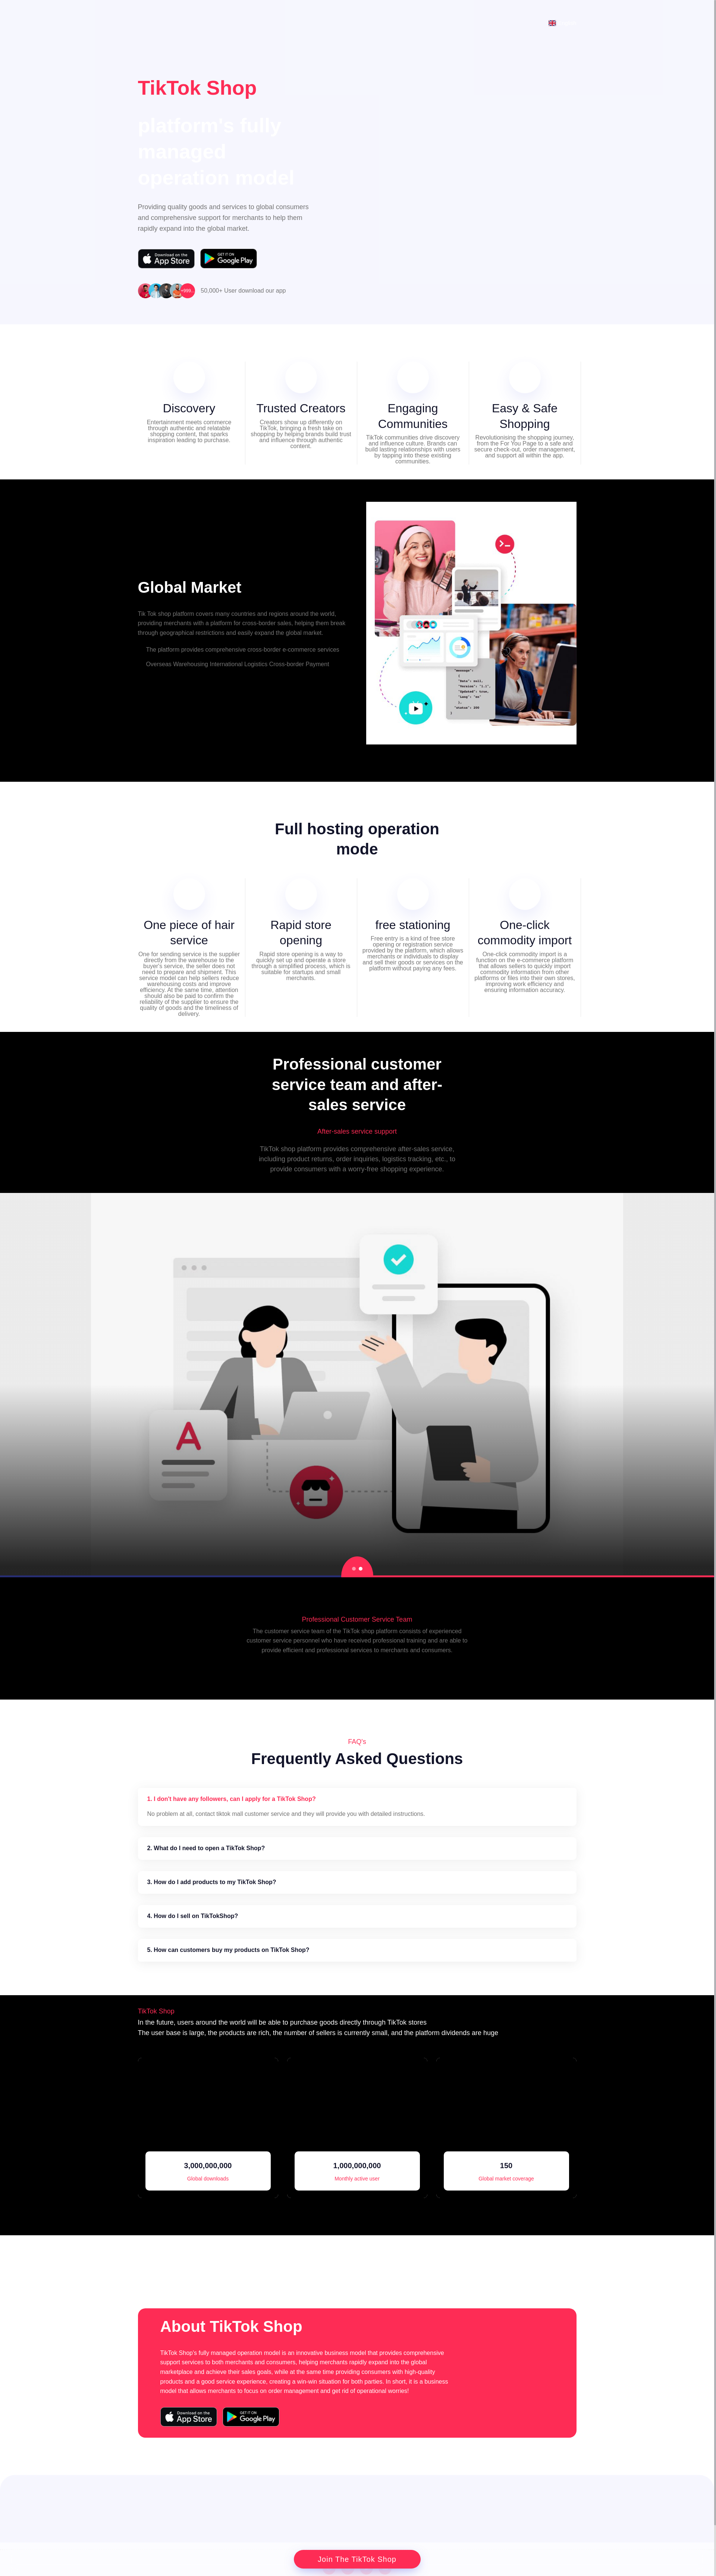 TikTok Shop
platform's fully
managed
operation model
Providing quality goods and services to global consumers
and comprehensive support for merchants to help them
rapidly expand into the global market.
Download on the
App Store
GET IT ON
Google Play
50,000+ User download our app
Discovery
Entertainment meets commerce
through authentic and relatable
shopping content, that sparks
inspiration leading to purchase.
Trusted Creators
Creators show up differently on
TikTok, bringing a fresh take on
shopping by helping brands build trust
and influence through authentic
content.
Engaging
Communities
TikTok communities drive discovery
and influence culture. Brands can
build lasting relationships with users
by tapping into these existing
communities.
Easy & Safe
Shopping
Revolutionising the shopping journey,
from the For You Page to a safe and
secure check-out, order management,
and support all within the app.
Global Market
Tik Tok shop platform covers many countries and regions around the world,
providing merchants with a platform for cross-border sales, helping them break
through geographical restrictions and easily expand the global market.
The platform provides comprehensive cross-border e-commerce services
Overseas Warehousing International Logistics Cross-border Payment
"message":
{
"Data": null,
"Version": "1.1",
"Updated": true,
"Lang": "es"
},
"status": 200
}
Full hosting operation
mode
One piece of hair
service
One for sending service is the supplier
directly from the warehouse to the
buyer's service, the seller does not
need to prepare and shipment. This
service model can help sellers reduce
warehousing costs and improve
efficiency. At the same time, attention
should also be paid to confirm the
reliability of the supplier to ensure the
quality of goods and the timeliness of
delivery.
Rapid store
opening
Rapid store opening is a way to
quickly set up and operate a store
through a simplified process, which is
suitable for startups and small
merchants.
free stationing
Free entry is a kind of free store
opening or registration service
provided by the platform, which allows
merchants or individuals to display
and sell their goods or services on the
platform without paying any fees.
One-click
commodity import
One-click commodity import is a
function on the e-commerce platform
that allows sellers to quickly import
commodity information from other
platforms or files into their own stores,
improving work efficiency and
ensuring information accuracy.
Professional customer
service team and after-
sales service
After-sales service support
TikTok shop platform provides comprehensive after-sales service,
including product returns, order inquiries, logistics tracking, etc., to
provide consumers with a worry-free shopping experience.
A
Professional Customer Service Team
The customer service team of the TikTok shop platform consists of experienced
customer service personnel who have received professional training and are able to
provide efficient and professional services to merchants and consumers.
FAQ's
Frequently Asked Questions
1. I don't have any followers, can I apply for a TikTok Shop?
No problem at all, contact tiktok mall customer service and they will provide you with detailed instructions.
2. What do I need to open a TikTok Shop?
3. How do I add products to my TikTok Shop?
4. How do I sell on TikTokShop?
5. How can customers buy my products on TikTok Shop?
TikTok Shop
In the future, users around the world will be able to purchase goods directly through TikTok stores
The user base is large, the products are rich, the number of sellers is currently small, and the platform dividends are huge
3,000,000,000
Global downloads
1,000,000,000
Monthly active user
150
Global market coverage
About TikTok Shop
TikTok Shop's fully managed operation model is an innovative business model that provides comprehensive
support services to both merchants and consumers, helping merchants rapidly expand into the global
marketplace and achieve their sales goals, while at the same time providing consumers with high-quality
products and a good service experience, creating a win-win situation for both parties. In short, it is a business
model that allows merchants to focus on order management and get rid of operational worries!
Download on the
App Store
GET IT ON
Google Play
Join The TikTok Shop